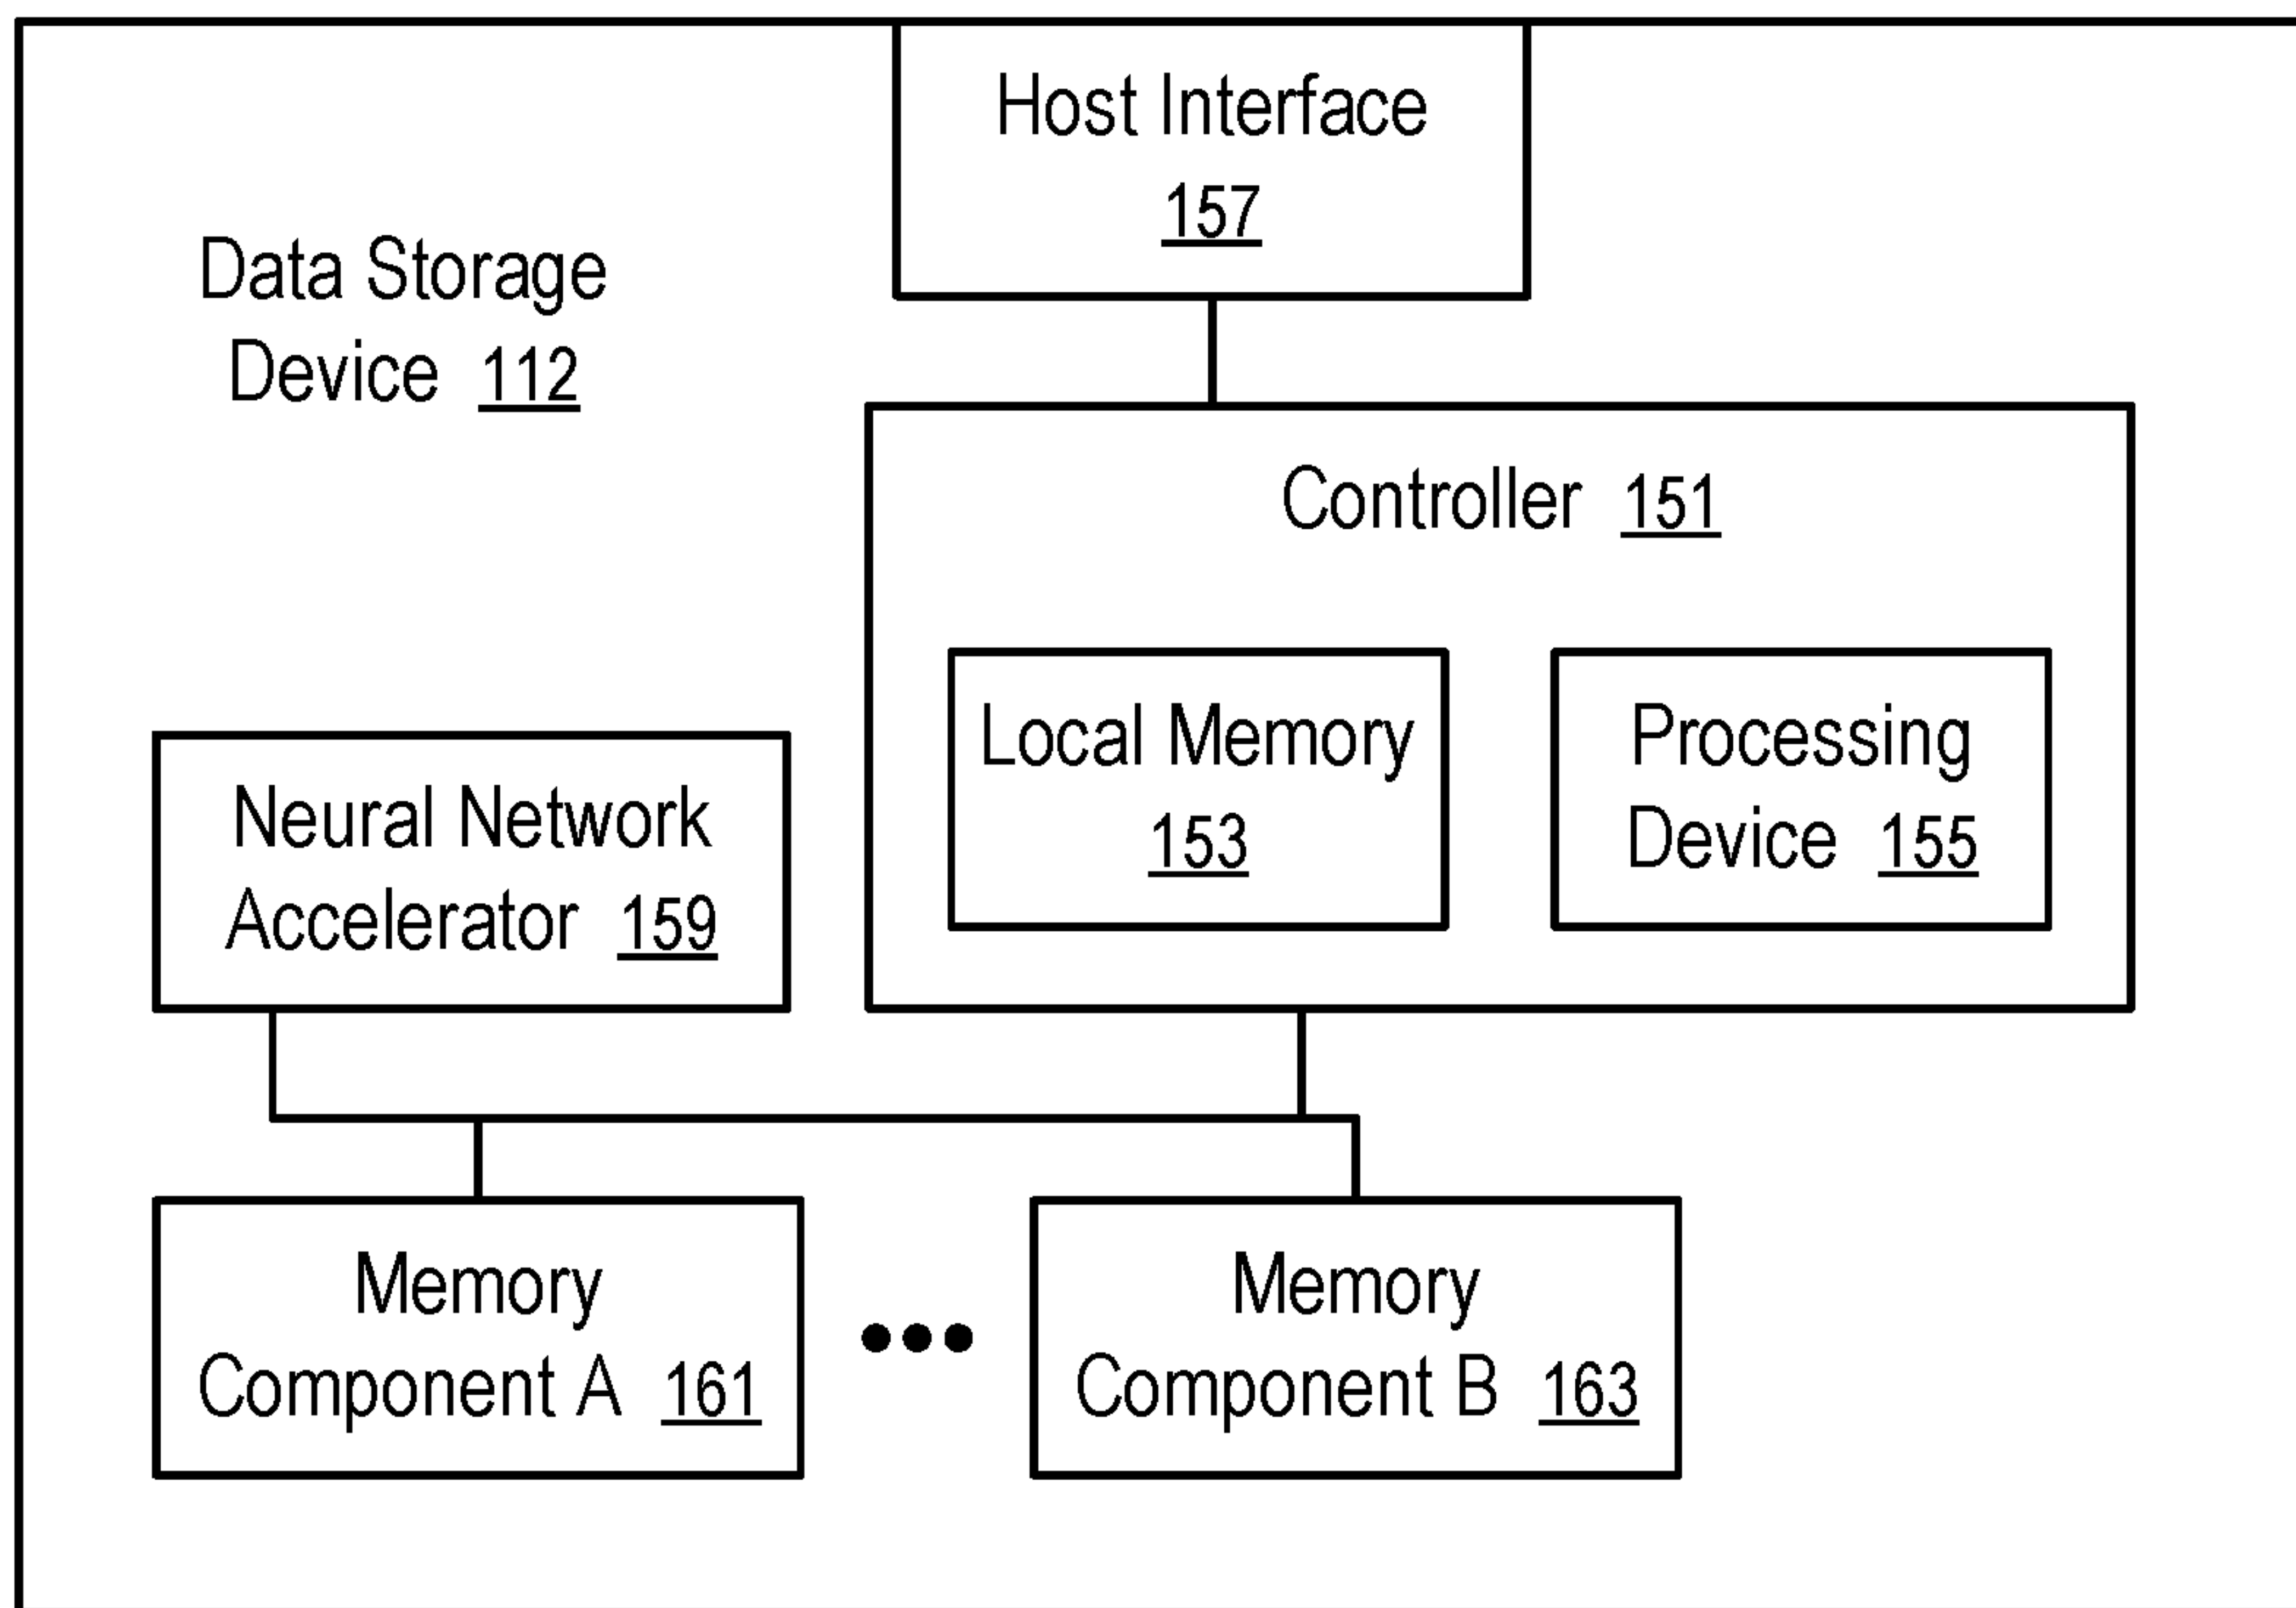 Host Interface
157
Data Storage
Device 112
Controller 151
Local Memory
153
Processing
Device 155
Neural Network
Accelerator 159
Memory
Component A 161
Memory
Component B 163